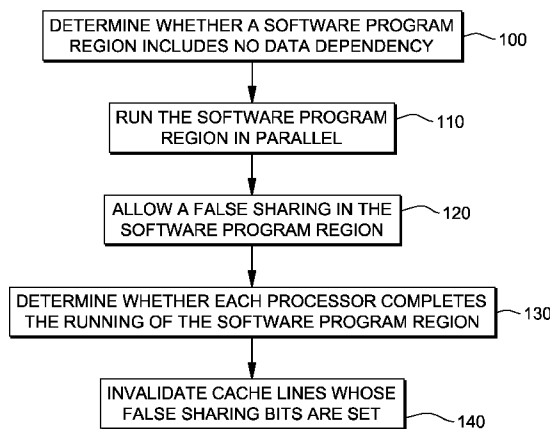 DETERMINE WHETHER A SOFTWARE PROGRAM
REGION INCLUDES NO DATA DEPENDENCY
100
RUN THE SOFTWARE PROGRAM
REGION IN PARALLEL
110
ALLOW A FALSE SHARING IN THE
SOFTWARE PROGRAM REGION
120
DETERMINE WHETHER EACH PROCESSOR COMPLETES
THE RUNNING OF THE SOFTWARE PROGRAM REGION
130
INVALIDATE CACHE LINES WHOSE
FALSE SHARING BITS ARE SET
140